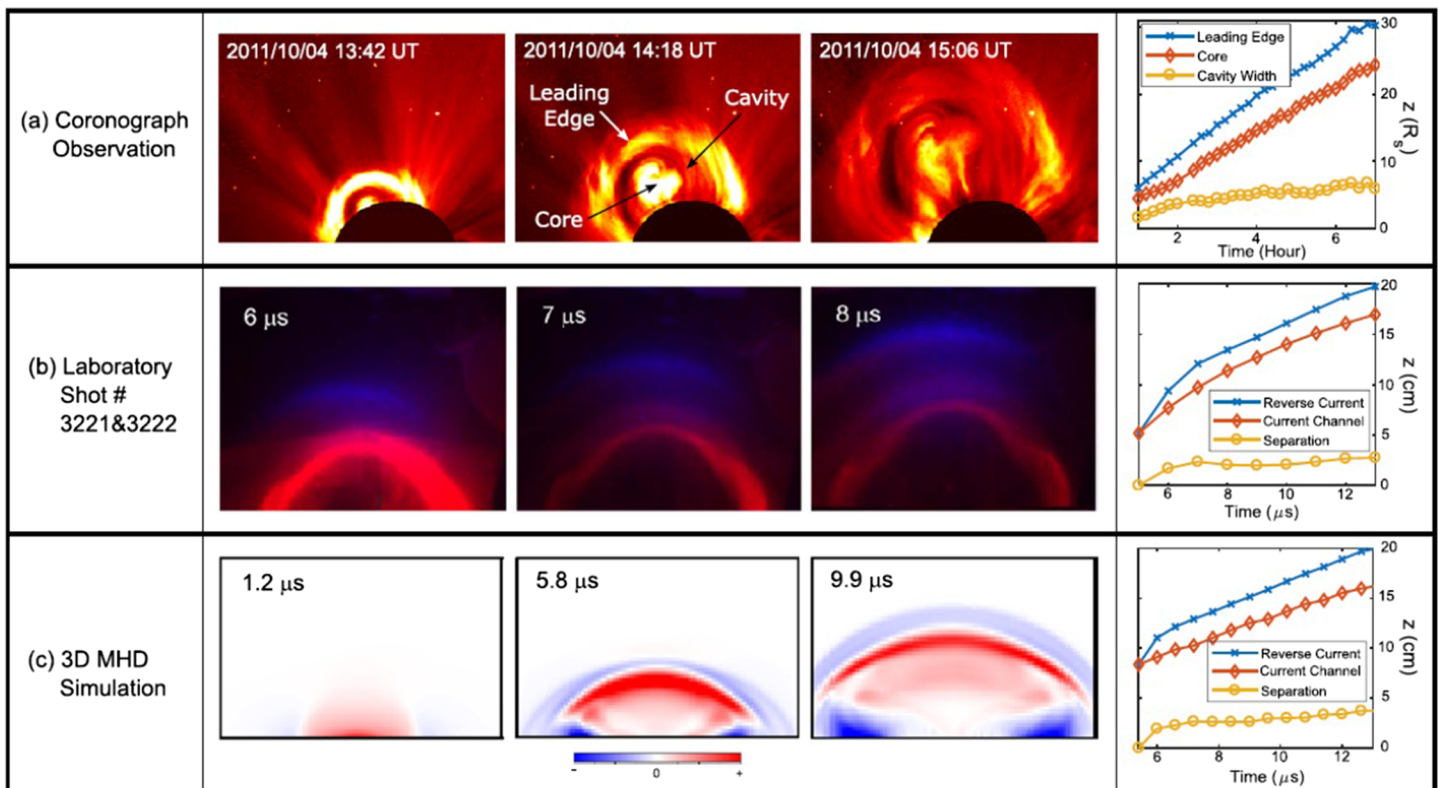 (a) Coronograph
Observation
2011/10/04 13:42 UT
2011/10/04 14:18 UT
Leading
Edge
Cavity
Core
2011/10/04 15:06 UT
Leading Edge
Core
Cavity Width
30
20
10
0
z (Rs)
2
4
6
Time (Hour)
(b) Laboratory
Shot #
3221&3222
6 μs
7 μs
8 μs
Reverse Current
Current Channel
Separation
20
15
10
5
0
z (cm)
6
8
10
12
Time (μs)
(c) 3D MHD
Simulation
1.2 μs
5.8 μs
9.9 μs
-
0
+
Reverse Current
Current Channel
Separation
20
15
10
5
0
z (cm)
6
8
10
12
Time (μs)